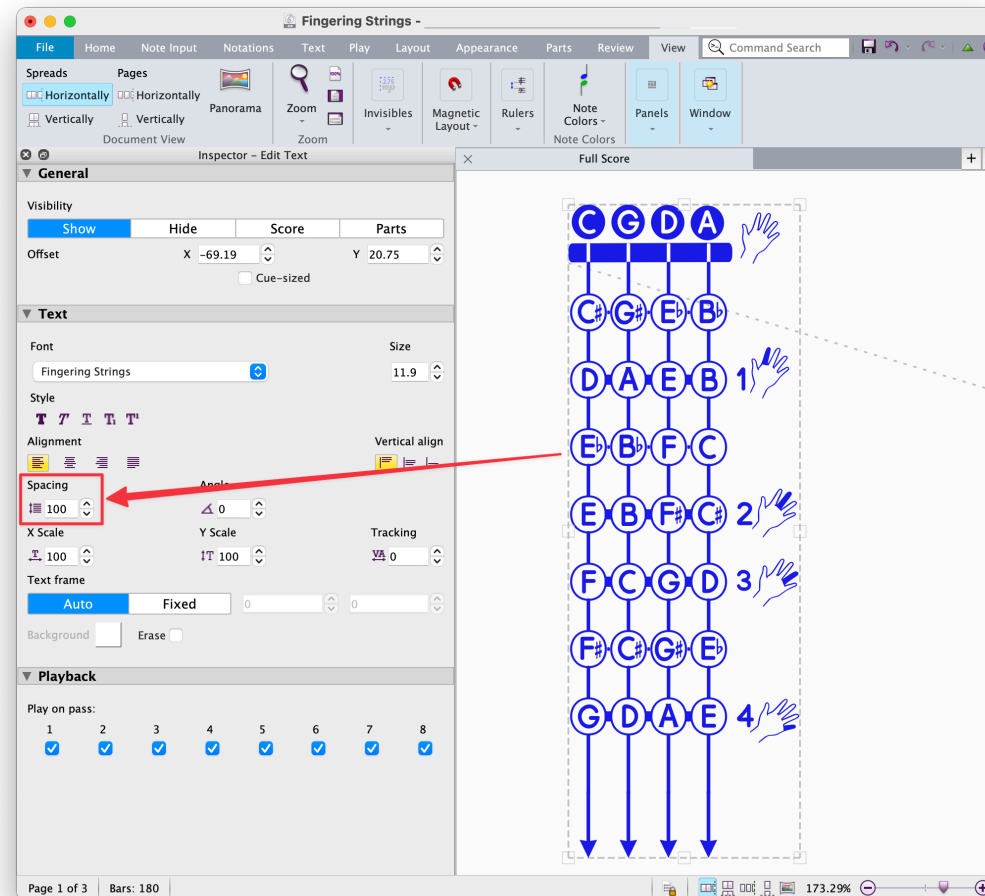 Fingering Strings -
File Home Note Input Notations Text Play Layout Appearance Parts Review View Command Search
Spreads Pages
Horizontally Horizontally
Vertically Vertically
Panorama
Document View
Zoom
100%
Zoom
Invisibles
Magnetic
Layout
Rulers
Note
Colors
Note Colors
Panels
Window
Inspector – Edit Text
General
Visibility
Show Hide Score Parts
Offset X -69.19 Y 20.75
Cue-sized
Text
Font Size
Fingering Strings 11.9
Style
T T T T T
Alignment Vertical align
Spacing Angle
100 0
X Scale Y Scale Tracking
100 100 VA 0
Text frame
Auto Fixed 0 0
Background Erase
Playback
Play on pass:
1 2 3 4 5 6 7 8
Full Score +
C G D A
C♯ G♯ E♭ B♭
D A E B 1
E♭ B♭ F C
E B F♯ C♯ 2
F C G D 3
F♯ C♯ G♯ E♭
G D A E 4
Page 1 of 3 Bars: 180 173.29%